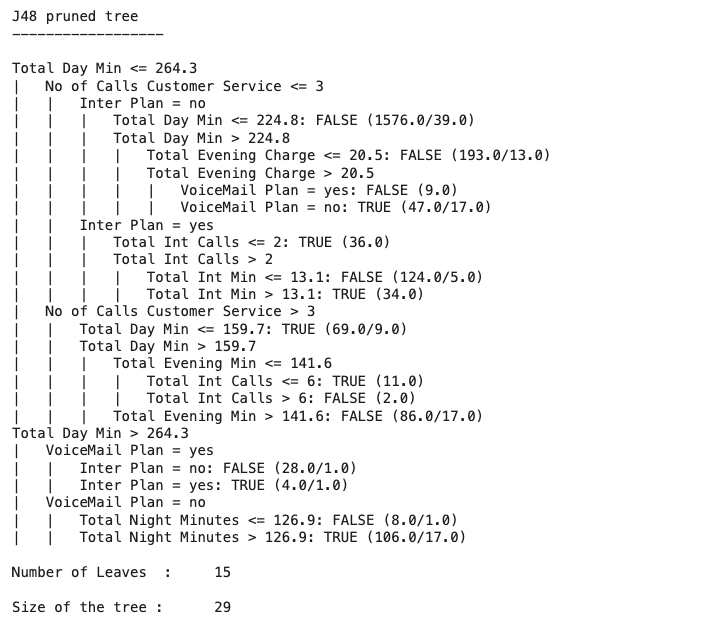 J48 pruned tree
------------------
Total Day Min <= 264.3
|   No of Calls Customer Service <= 3
|   |   Inter Plan = no
|   |   |   Total Day Min <= 224.8: FALSE (1576.0/39.0)
|   |   |   Total Day Min > 224.8
|   |   |   |   Total Evening Charge <= 20.5: FALSE (193.0/13.0)
|   |   |   |   Total Evening Charge > 20.5
|   |   |   |   |   VoiceMail Plan = yes: FALSE (9.0)
|   |   |   |   |   VoiceMail Plan = no: TRUE (47.0/17.0)
|   |   Inter Plan = yes
|   |   |   Total Int Calls <= 2: TRUE (36.0)
|   |   |   Total Int Calls > 2
|   |   |   |   Total Int Min <= 13.1: FALSE (124.0/5.0)
|   |   |   |   Total Int Min > 13.1: TRUE (34.0)
|   No of Calls Customer Service > 3
|   |   Total Day Min <= 159.7: TRUE (69.0/9.0)
|   |   Total Day Min > 159.7
|   |   |   Total Evening Min <= 141.6
|   |   |   |   Total Int Calls <= 6: TRUE (11.0)
|   |   |   |   Total Int Calls > 6: FALSE (2.0)
|   |   |   Total Evening Min > 141.6: FALSE (86.0/17.0)
Total Day Min > 264.3
|   VoiceMail Plan = yes
|   |   Inter Plan = no: FALSE (28.0/1.0)
|   |   Inter Plan = yes: TRUE (4.0/1.0)
|   VoiceMail Plan = no
|   |   Total Night Minutes <= 126.9: FALSE (8.0/1.0)
|   |   Total Night Minutes > 126.9: TRUE (106.0/17.0)
Number of Leaves  :     15
Size of the tree :      29